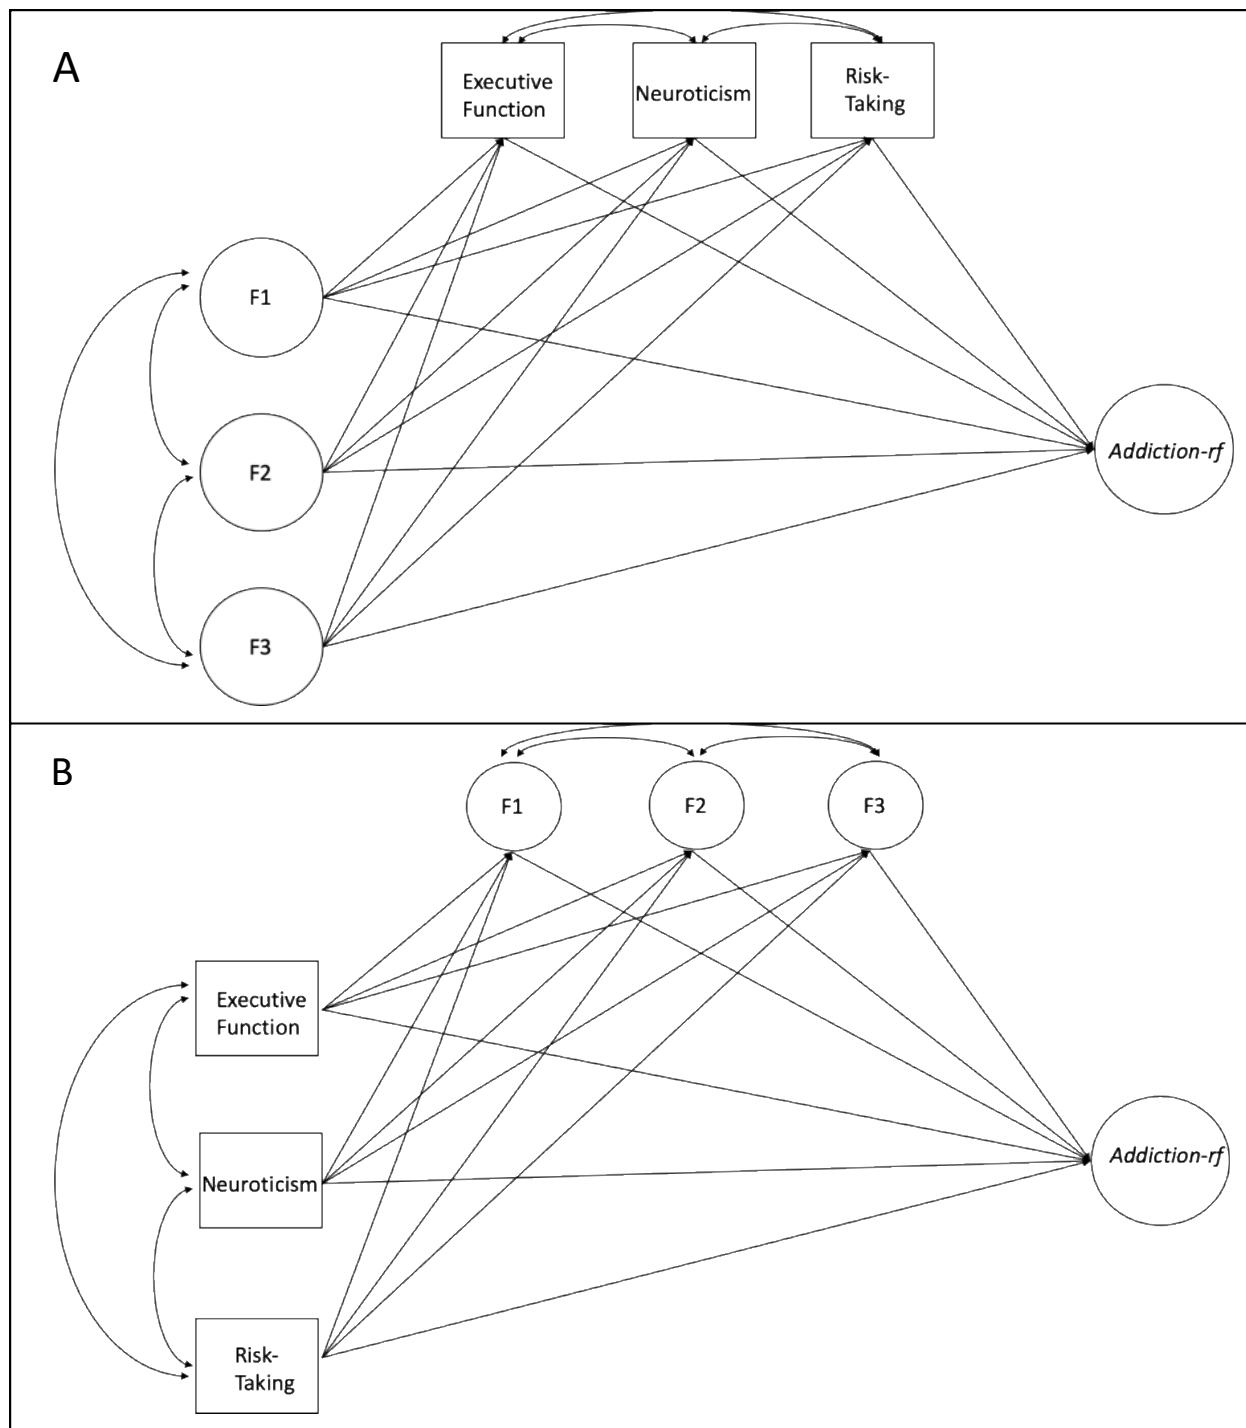 A
Executive
Function
Neuroticism
Risk-
Taking
F1
F2
F3
Addiction-rf
B
F1
F2
F3
Executive
Function
Neuroticism
Risk-
Taking
Addiction-rf